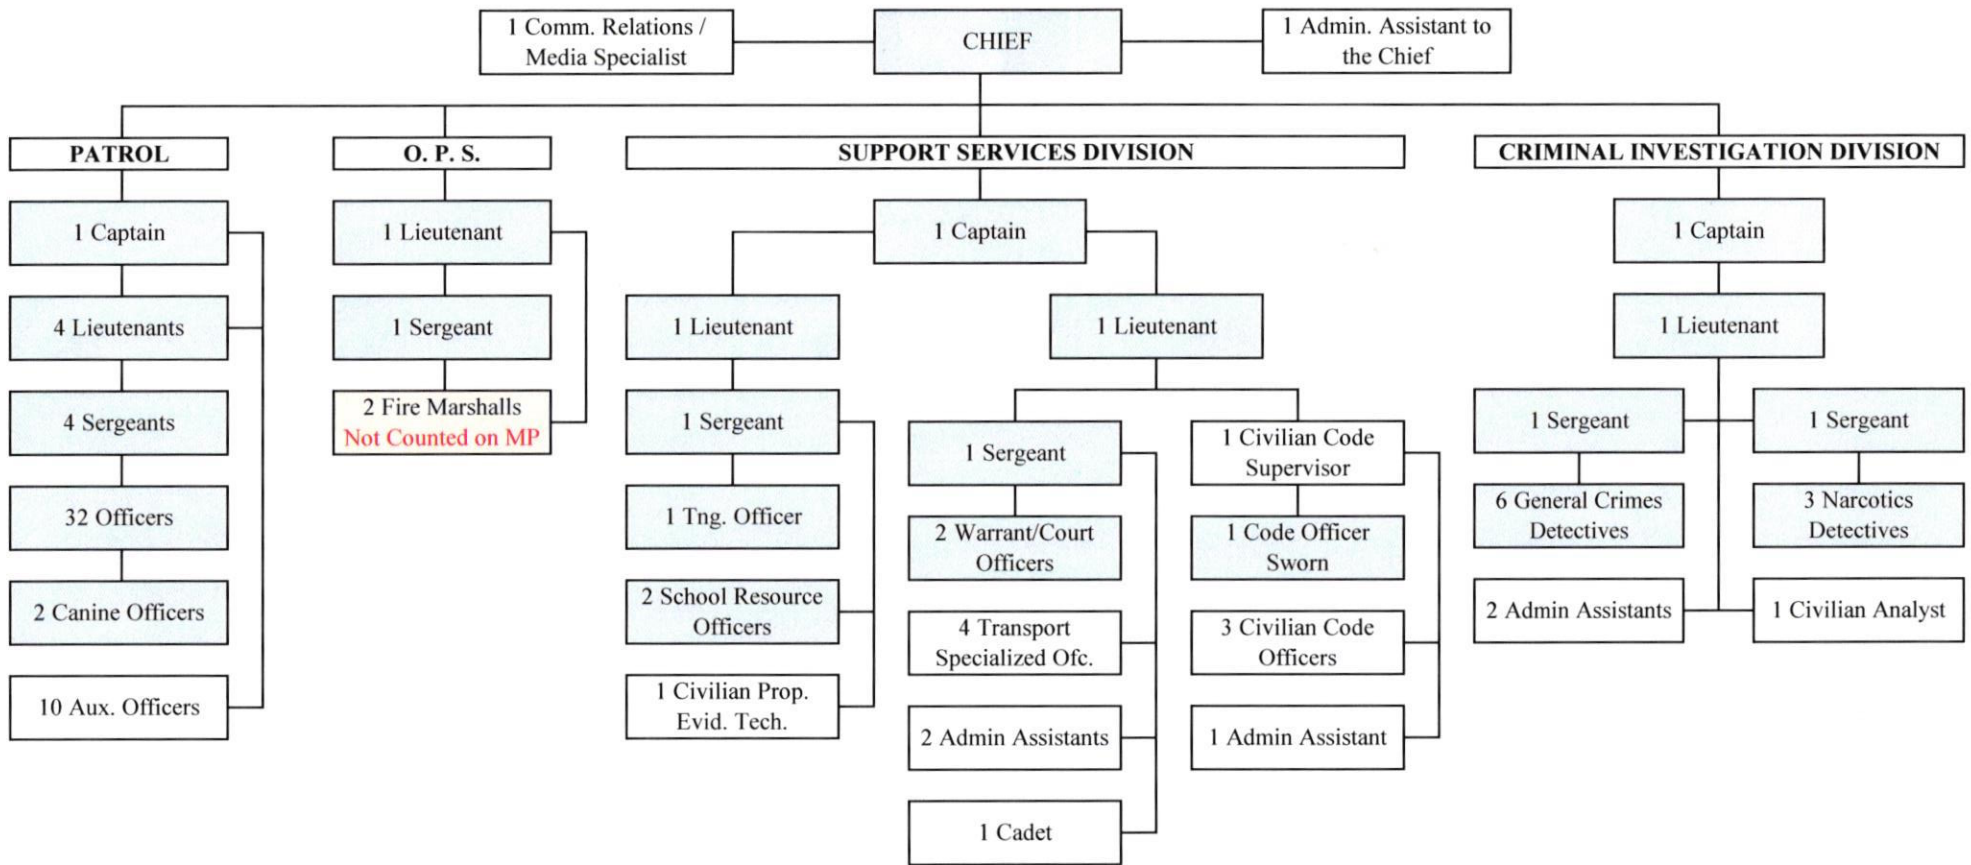 1 Comm. Relations /
Media Specialist
CHIEF
1 Admin. Assistant to
the Chief
PATROL
1 Captain
4 Lieutenants
4 Sergeants
32 Officers
2 Canine Officers
10 Aux. Officers
O. P. S.
1 Lieutenant
1 Sergeant
2 Fire Marshalls
Not Counted on MP
SUPPORT SERVICES DIVISION
1 Captain
1 Lieutenant
1 Sergeant
1 Tng. Officer
2 School Resource
Officers
1 Civilian Prop.
Evid. Tech.
1 Lieutenant
1 Sergeant
2 Warrant/Court
Officers
4 Transport
Specialized Ofc.
2 Admin Assistants
1 Cadet
1 Civilian Code
Supervisor
1 Code Officer
Sworn
3 Civilian Code
Officers
1 Admin Assistant
CRIMINAL INVESTIGATION DIVISION
1 Captain
1 Lieutenant
1 Sergeant
6 General Crimes
Detectives
2 Admin Assistants
1 Sergeant
3 Narcotics
Detectives
1 Civilian Analyst